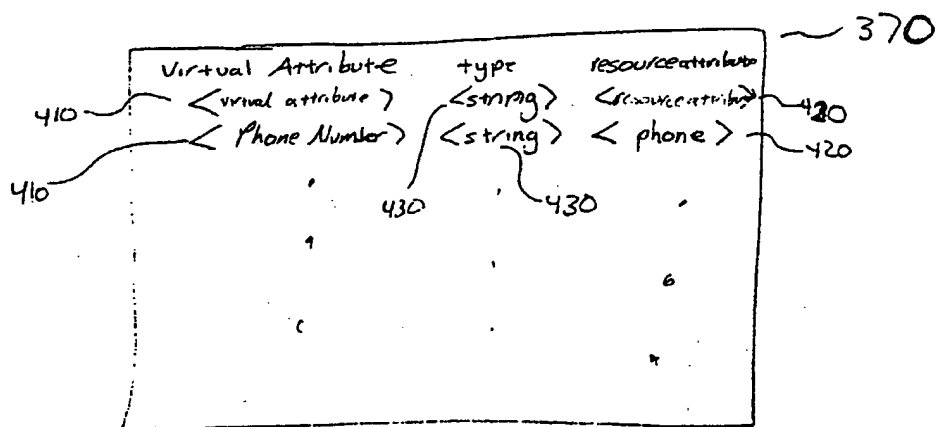 370
Virtual Attribute type resourceattribute
410 <virtual attribute> <string> <resourceattribute> 420
410 <Phone Number> <string> <phone> 420
430 430